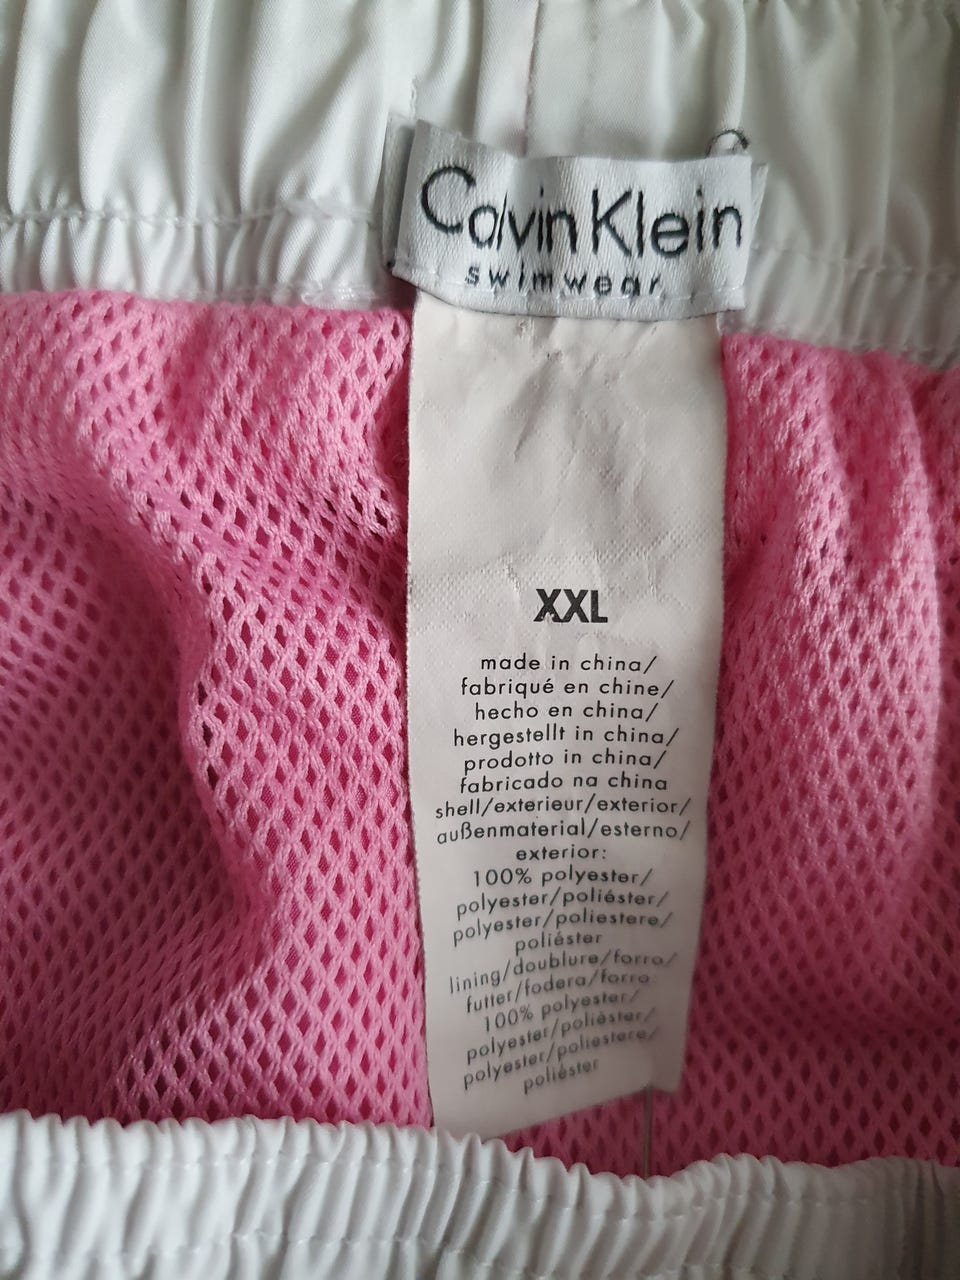 Calvin Klein
swimwear
XXL
made in china/
fabriqué en chine/
hecho en china/
hergestellt in china/
prodotto in china/
fabricado na china
shell/exterieur/exterior/
außenmaterial/esterno/
exterior:
100% polyester/
polyester/poliéster/
polyester/poliestere/
poliéster
lining/doublure/forro/
futter/fodera/forro:
100% polyester/
polyester/poliéster/
polyester/poliestere/
poliéster